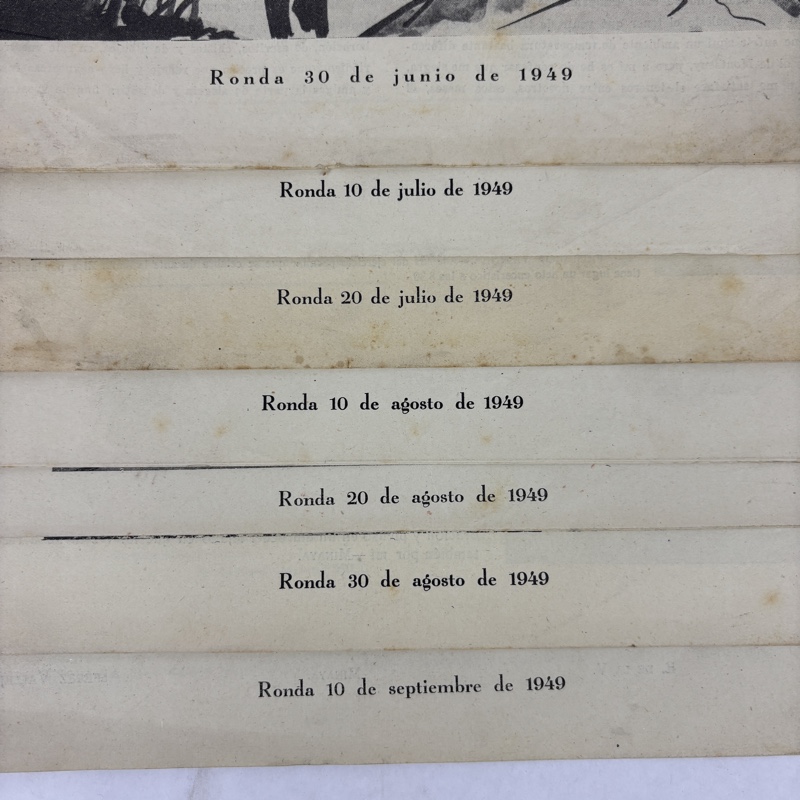 Ronda 30 de junio de 1949
Ronda 10 de julio de 1949
Ronda 20 de julio de 1949
Ronda 10 de agosto de 1949
Ronda 20 de agosto de 1949
Ronda 30 de agosto de 1949
Ronda 10 de septiembre de 1949